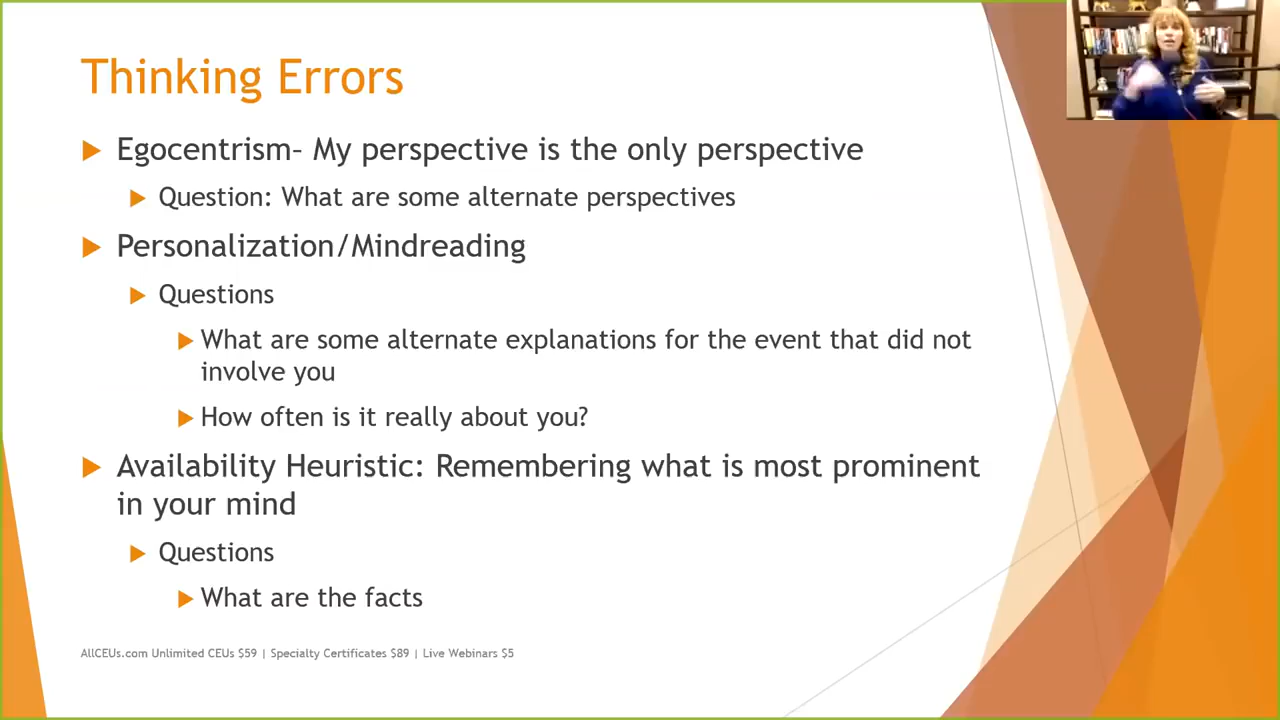 Thinking Errors
Egocentrism– My perspective is the only perspective
Question: What are some alternate perspectives
Personalization/Mindreading
Questions
What are some alternate explanations for the event that did not
involve you
How often is it really about you?
Availability Heuristic: Remembering what is most prominent
in your mind
Questions
What are the facts
AllCEUs.com Unlimited CEUs $59 | Specialty Certificates $89 | Live Webinars $5